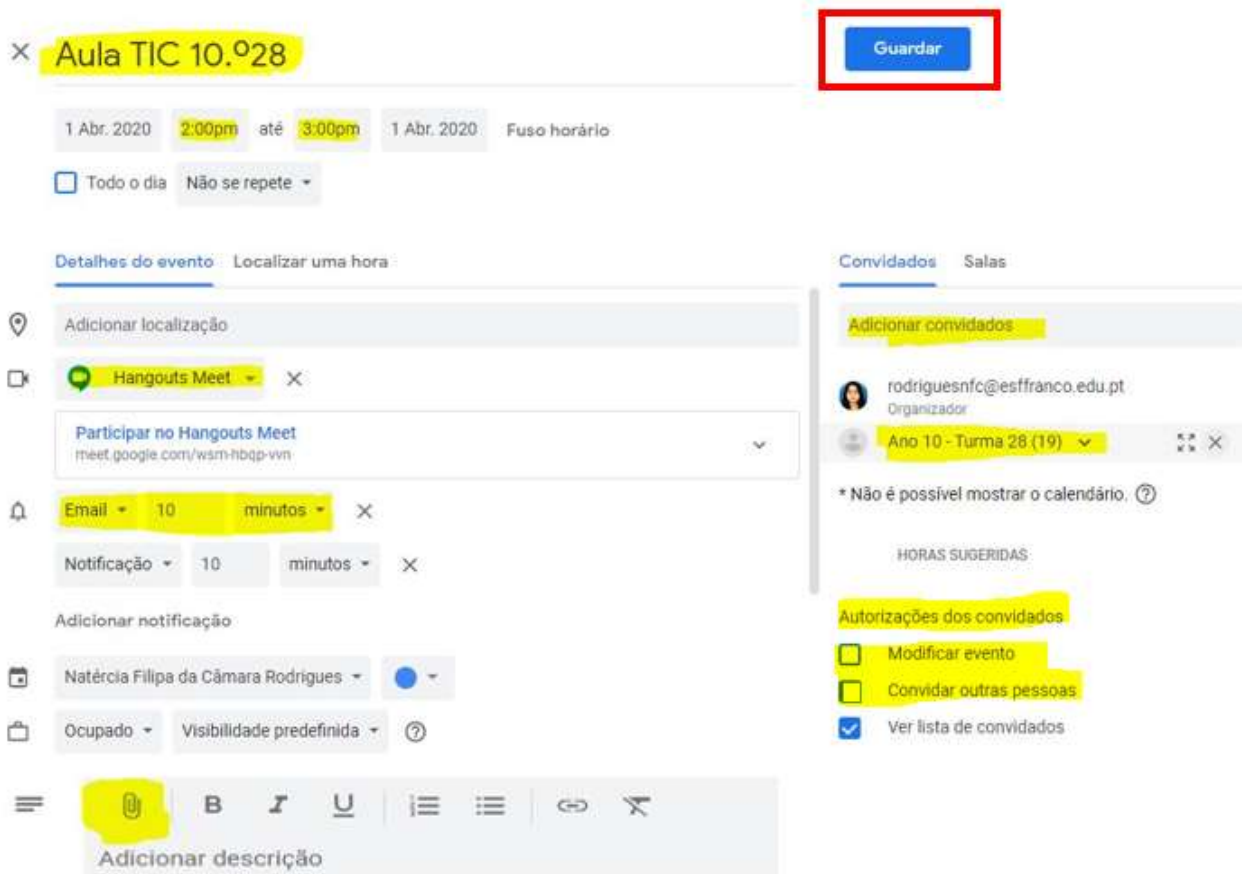 Aula TIC 10.º28
Guardar
1 Abr. 2020 2:00pm até 3:00pm 1 Abr. 2020 Fuso horário
Todo o dia Não se repete
Detalhes do evento Localizar uma hora
Adicionar localização
Hangouts Meet
Participar no Hangouts Meet
meet.google.com/wsm-hbqp-vvn
Email 10 minutos
Notificação 10 minutos
Adicionar notificação
Natércia Filipa da Câmara Rodrigues
Ocupado Visibilidade predefinida
B I U
Adicionar descrição
Convidados Salas
Adicionar convidados
rodriguesnfc@esffranco.edu.pt
Organizador
Ano 10 - Turma 28 (19)
* Não é possível mostrar o calendário.
HORAS SUGERIDAS
Autorizações dos convidados
Modificar evento
Convidar outras pessoas
Ver lista de convidados